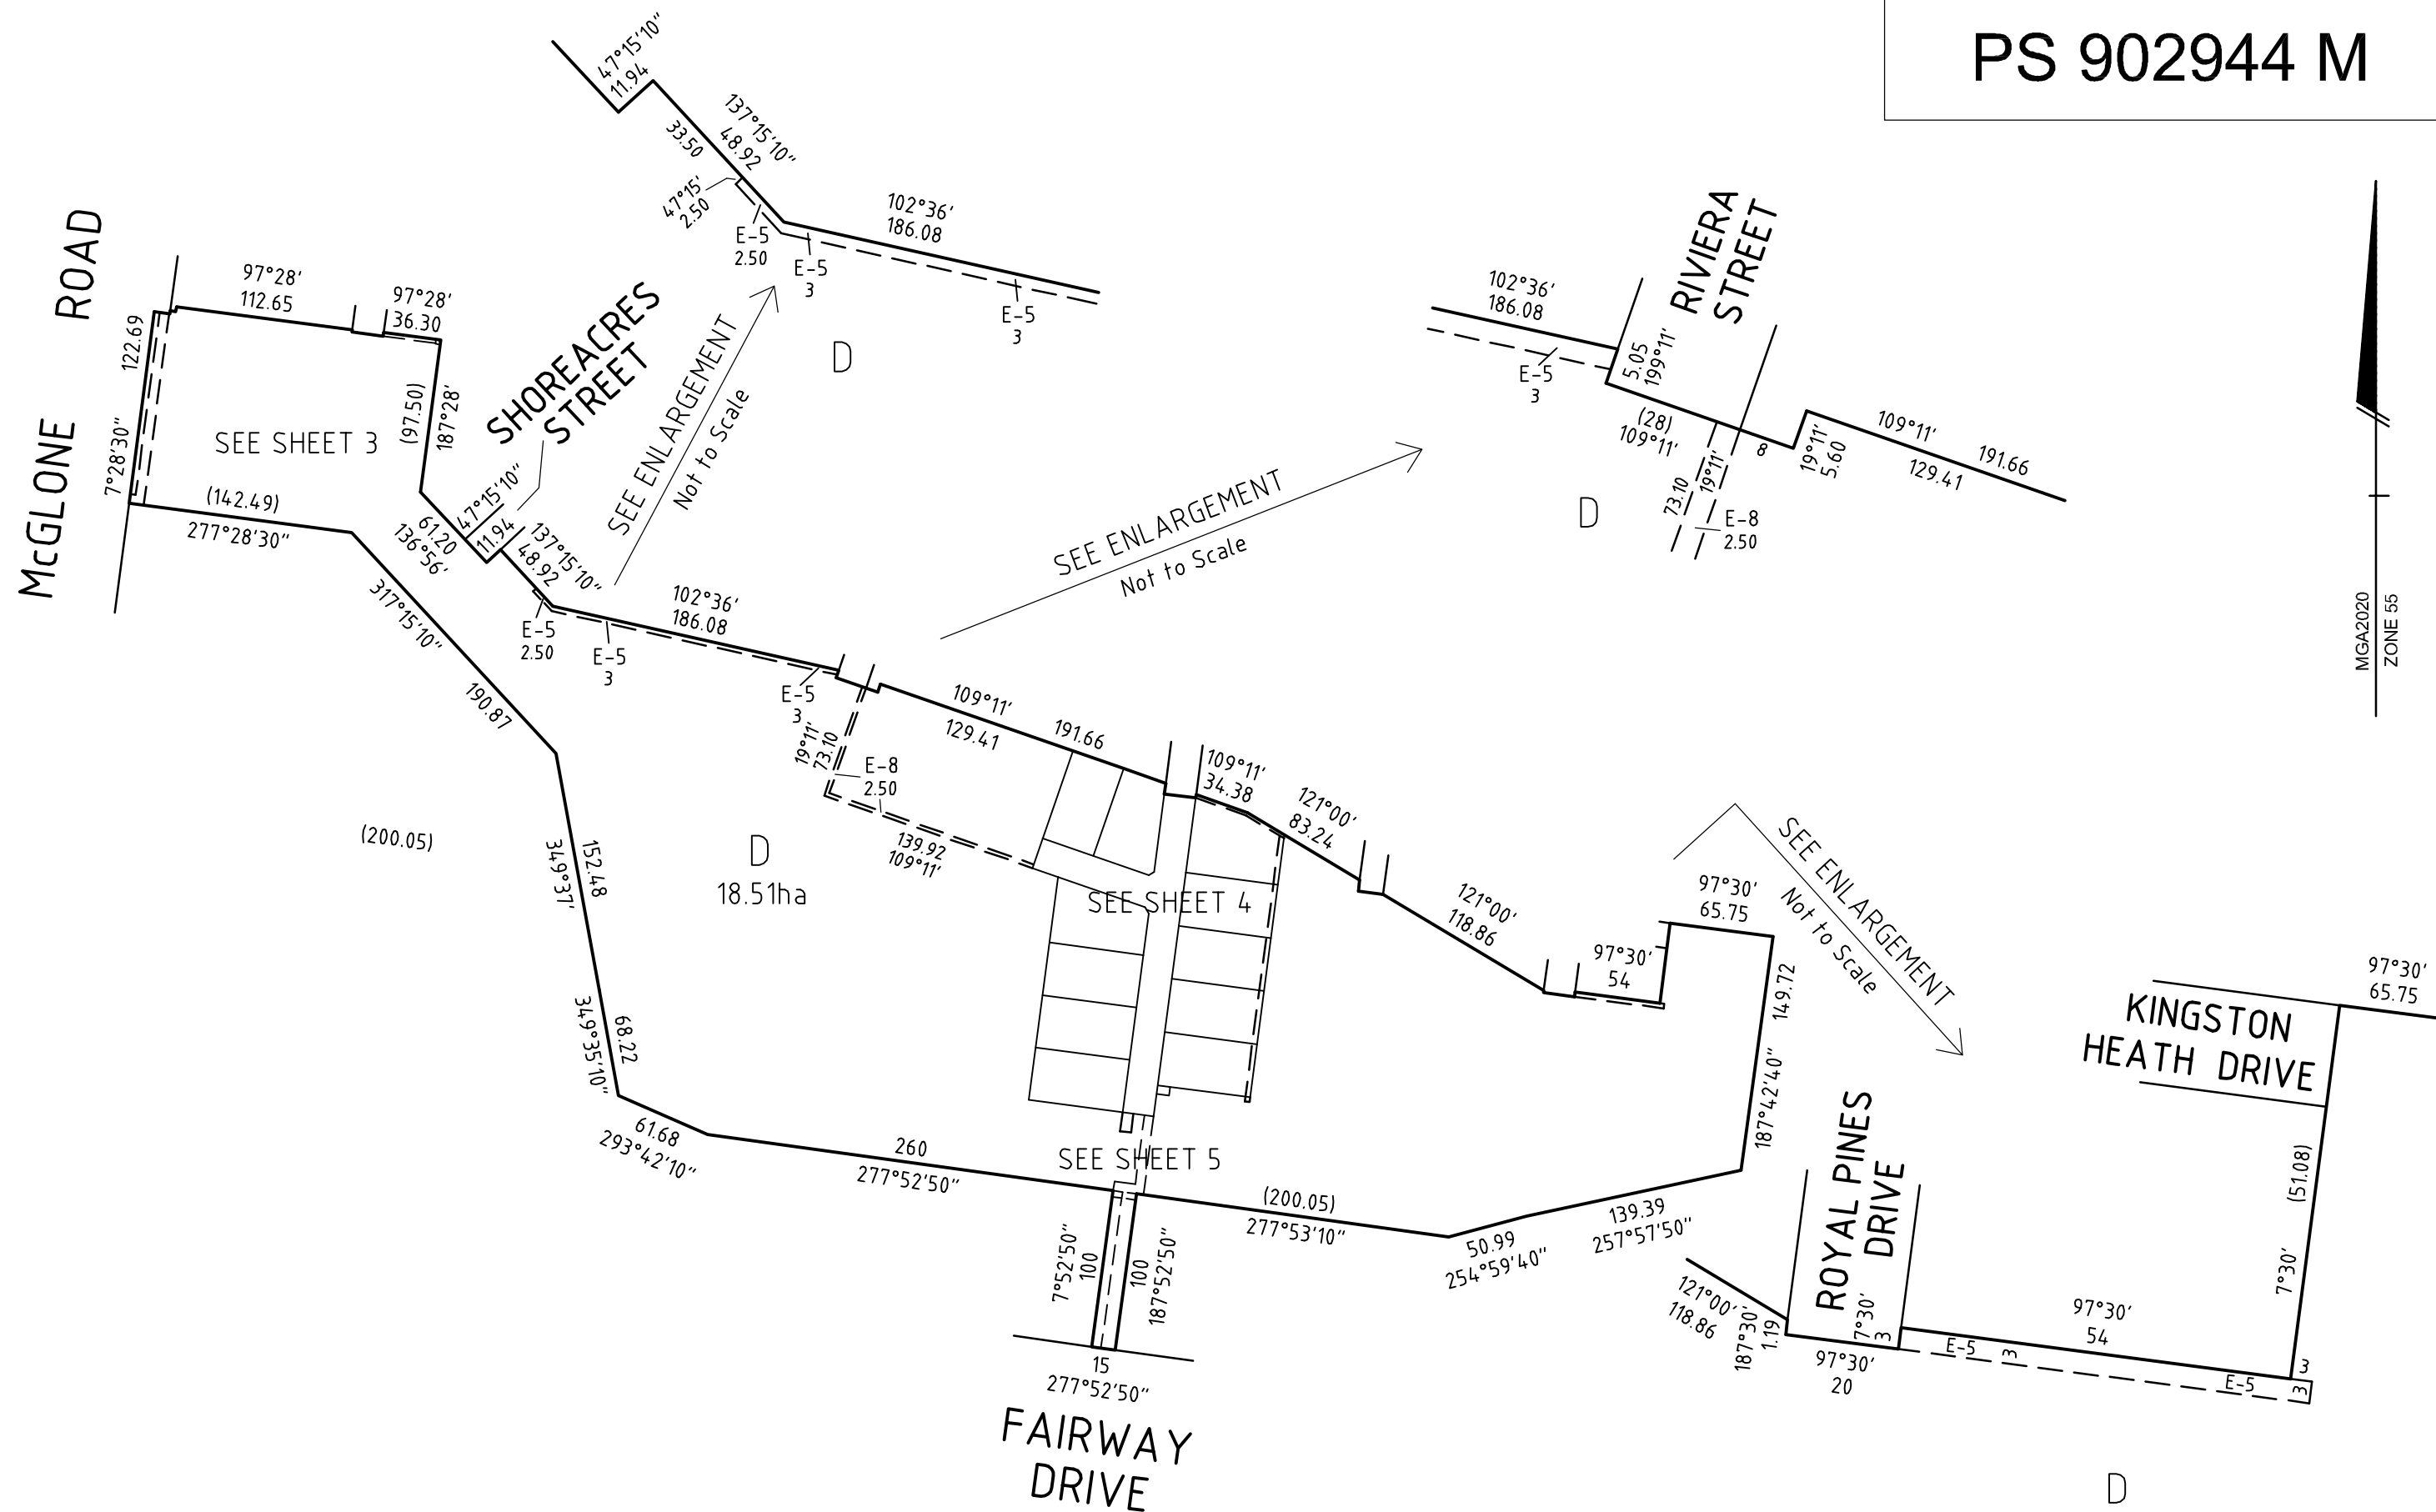 PS 902944 M
MGA2020
ZONE 55
47°15'10"
11.94
33.50
137°15'10"
48.92
47°15'
2.50
E-5
2.50
E-5
3
102°36'
186.08
E-5
3
D
McGLONE ROAD
97°28'
112.65
97°28'
36.30
122.69
7°28'30"
SEE SHEET 3
(97.50)
187°28'
(142.49)
277°28'30"
SHOREACRES
STREET
47°15'10"
11.94
61.20
136°56'
137°15'10"
48.92
SEE ENLARGEMENT
Not to Scale
317°15'10"
190.87
E-5
2.50
E-5
3
102°36'
186.08
E-5
3
SEE ENLARGEMENT
Not to Scale
RIVIERA
STREET
102°36'
186.08
E-5
3
5.05
199°11'
(28)
109°11'
8
19°11'
5.60
109°11'
191.66
129.41
73.10
19°11'
E-8
2.50
D
19°11'
73.10
E-8
2.50
139.92
109°11'
109°11'
191.66
129.41
109°11'
34.38
121°00'
83.24
121°00'
118.86
(200.05)
349°37'
152.48
D
18.51ha
SEE SHEET 4
349°35'10"
68.22
61.68
293°42'10"
260
277°52'50"
SEE SHEET 5
(200.05)
277°53'10"
50.99
254°59'40"
139.39
257°57'50"
97°30'
54
97°30'
65.75
149.72
187°42'40"
SEE ENLARGEMENT
Not to Scale
7°52'50"
100
100
187°52'50"
15
277°52'50"
FAIRWAY
DRIVE
97°30'
65.75
KINGSTON
HEATH DRIVE
(51.08)
7°30'
ROYAL PINES
DRIVE
121°00'
118.86
187°30'
1.19
7°30'
3
97°30'
20
97°30'
54
E-5
3
E-5
3
3
D